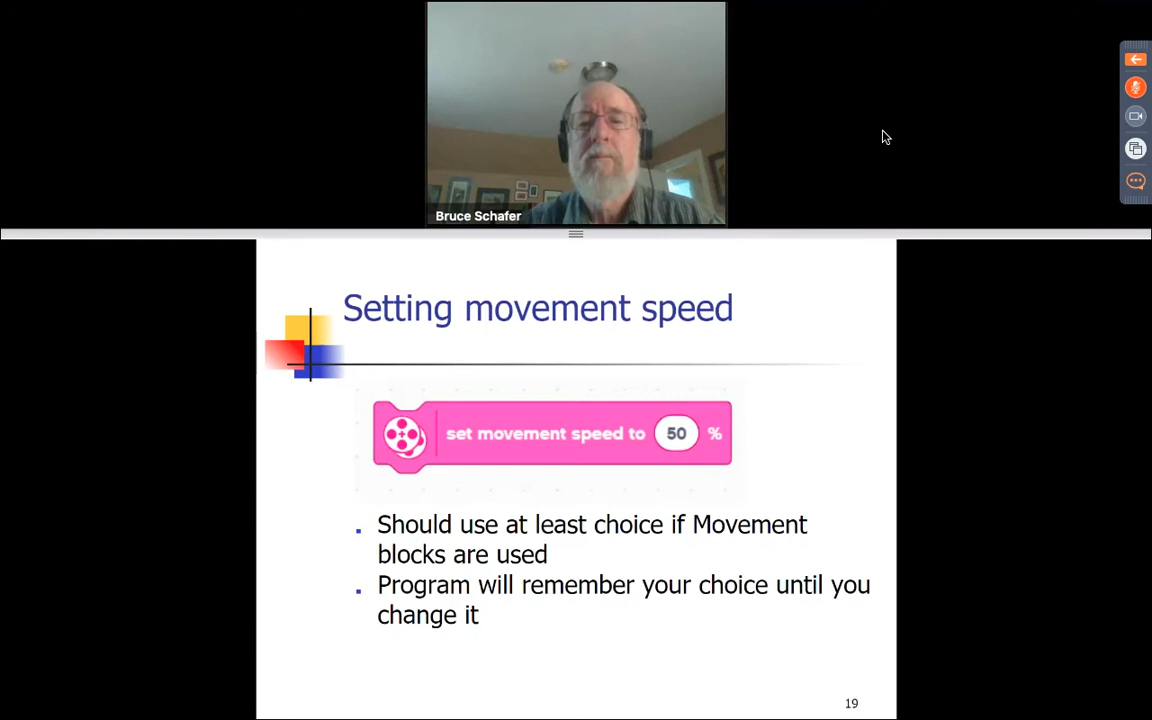 Bruce Schafer
Setting movement speed
set movement speed to 50 %
Should use at least choice if Movement
blocks are used
Program will remember your choice until you
change it
19